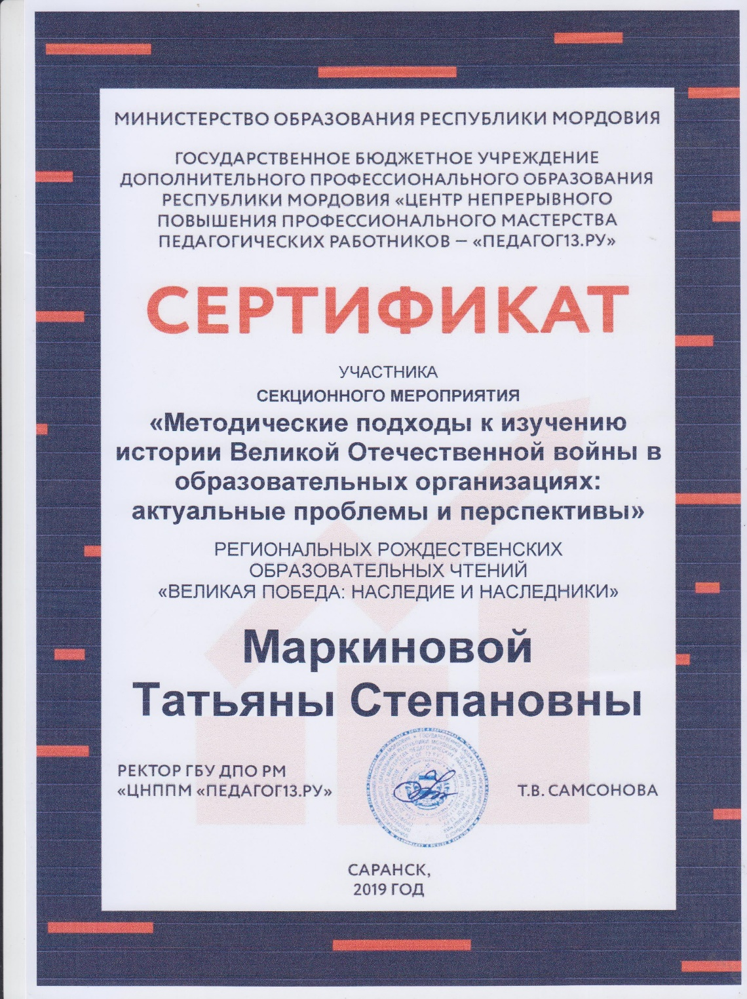 МИНИСТЕРСТВО ОБРАЗОВАНИЯ РЕСПУБЛИКИ МОРДОВИЯ
ГОСУДАРСТВЕННОЕ БЮДЖЕТНОЕ УЧРЕЖДЕНИЕ
ДОПОЛНИТЕЛЬНОГО ПРОФЕССИОНАЛЬНОГО ОБРАЗОВАНИЯ
РЕСПУБЛИКИ МОРДОВИЯ «ЦЕНТР НЕПРЕРЫВНОГО
ПОВЫШЕНИЯ ПРОФЕССИОНАЛЬНОГО МАСТЕРСТВА
ПЕДАГОГИЧЕСКИХ РАБОТНИКОВ – «ПЕДАГОГ13.РУ»
СЕРТИФИКАТ
УЧАСТНИКА
СЕКЦИОННОГО МЕРОПРИЯТИЯ
«Методические подходы к изучению
истории Великой Отечественной войны в
образовательных организациях:
актуальные проблемы и перспективы»
РЕГИОНАЛЬНЫХ РОЖДЕСТВЕНСКИХ
ОБРАЗОВАТЕЛЬНЫХ ЧТЕНИЙ
«ВЕЛИКАЯ ПОБЕДА: НАСЛЕДИЕ И НАСЛЕДНИКИ»
Маркиновой
Татьяны Степановны
РЕКТОР ГБУ ДПО РМ
«ЦНППМ «ПЕДАГОГ13.РУ»
Т.В. САМСОНОВА
САРАНСК,
2019 ГОД